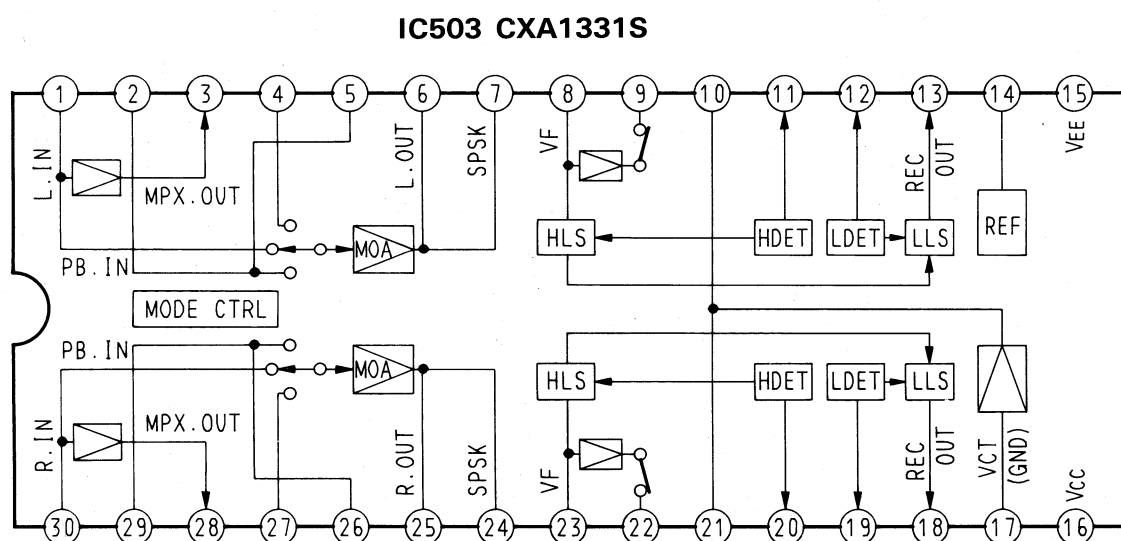 IC503 CXA1331S
1 2 3 4 5 6 7 8 9 10 11 12 13 14 15
L.IN
MPX.OUT
L.OUT
SPSK
VF
REC
OUT
VEE
HLS
HDET
LDET
LLS
REF
MOA
PB.IN
MODE CTRL
PB.IN
MOA
HLS
HDET
LDET
LLS
R.IN
MPX.OUT
R.OUT
SPSK
VF
REC
OUT
VCT
(GND)
VCC
30 29 28 27 26 25 24 23 22 21 20 19 18 17 16